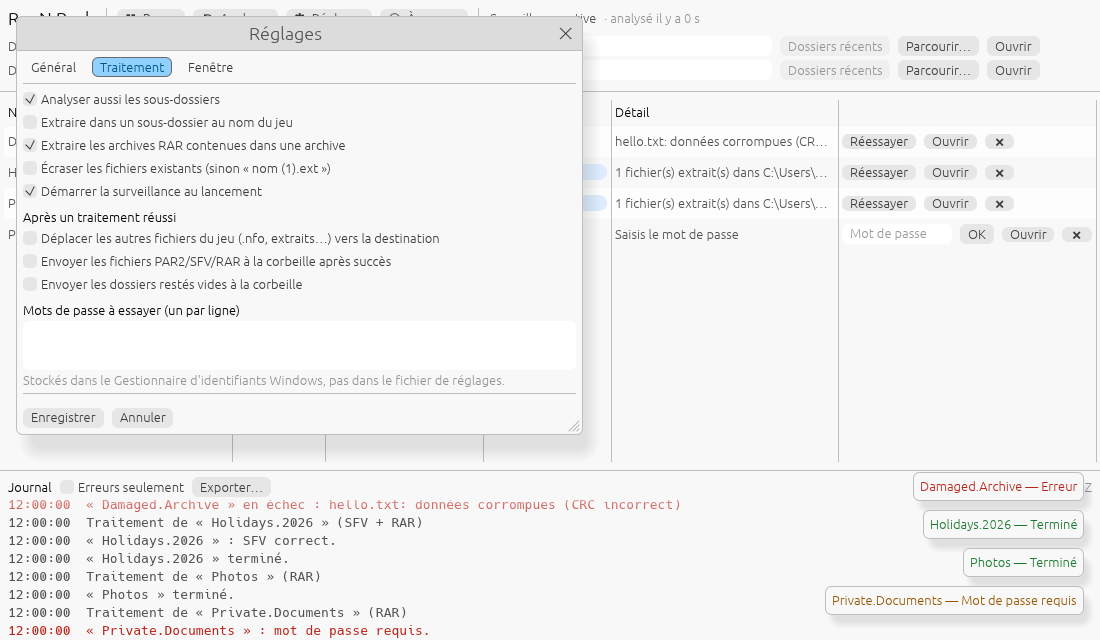 active · analysé il y a 0 s
Réglages
Dossiers récents Parcourir… Ouvrir
Général Traitement Fenêtre
Dossiers récents Parcourir… Ouvrir
Analyser aussi les sous-dossiers
Détail
Extraire dans un sous-dossier au nom du jeu
Extraire les archives RAR contenues dans une archive
hello.txt: données corrompues (CR… Réessayer Ouvrir ×
Écraser les fichiers existants (sinon « nom (1).ext »)
1 fichier(s) extrait(s) dans C:\Users\… Réessayer Ouvrir ×
Démarrer la surveillance au lancement
1 fichier(s) extrait(s) dans C:\Users\… Réessayer Ouvrir ×
Après un traitement réussi
Saisis le mot de passe Mot de passe OK Ouvrir ×
Déplacer les autres fichiers du jeu (.nfo, extraits…) vers la destination
Envoyer les fichiers PAR2/SFV/RAR à la corbeille après succès
Envoyer les dossiers restés vides à la corbeille
Mots de passe à essayer (un par ligne)
Stockés dans le Gestionnaire d'identifiants Windows, pas dans le fichier de réglages.
Enregistrer Annuler
Journal Erreurs seulement Exporter…
Damaged.Archive — Erreur
12:00:00 « Damaged.Archive » en échec : hello.txt: données corrompues (CRC incorrect)
12:00:00 Traitement de « Holidays.2026 » (SFV + RAR)
Holidays.2026 — Terminé
12:00:00 « Holidays.2026 » : SFV correct.
12:00:00 « Holidays.2026 » terminé.
Photos — Terminé
12:00:00 Traitement de « Photos » (RAR)
12:00:00 « Photos » terminé.
Private.Documents — Mot de passe requis
12:00:00 Traitement de « Private.Documents » (RAR)
12:00:00 « Private.Documents » : mot de passe requis.